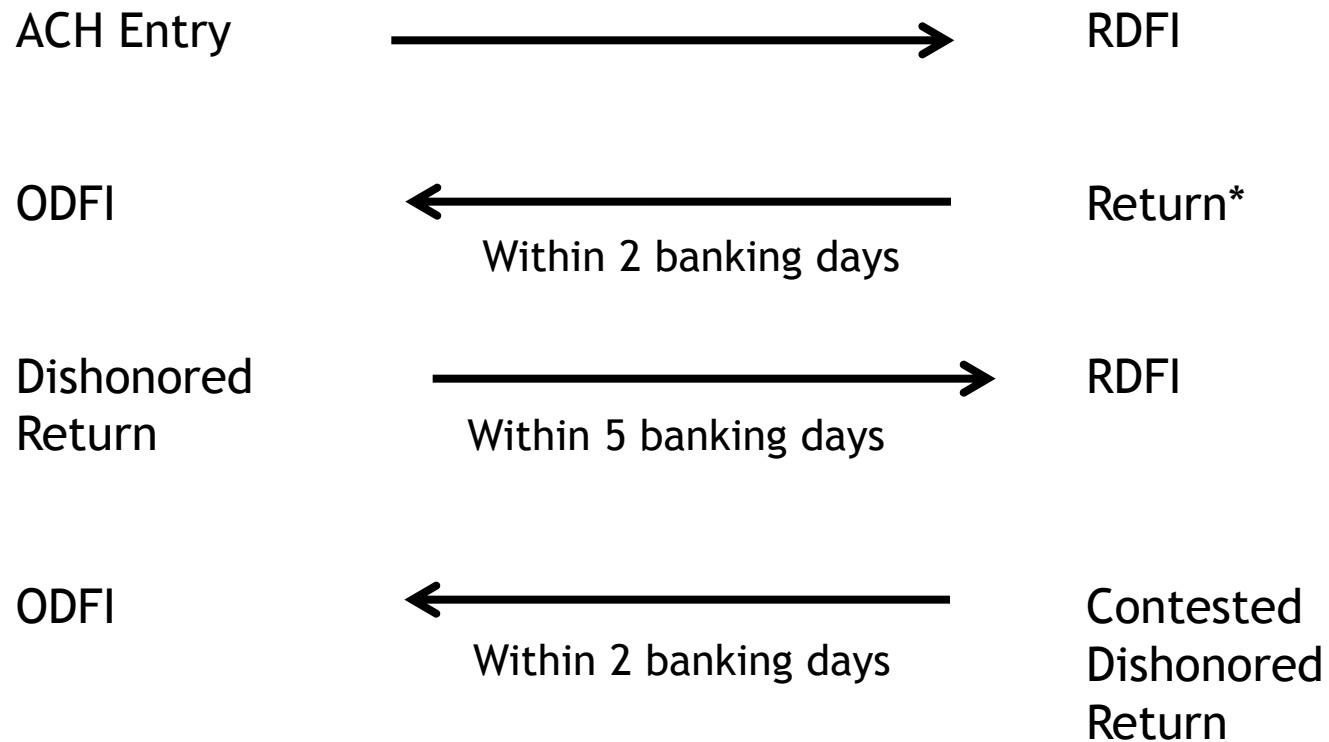 ACH Entry
RDFI
ODFI
Return*
Within 2 banking days
Dishonored
Return
RDFI
Within 5 banking days
ODFI
Contested
Dishonored
Return
Within 2 banking days